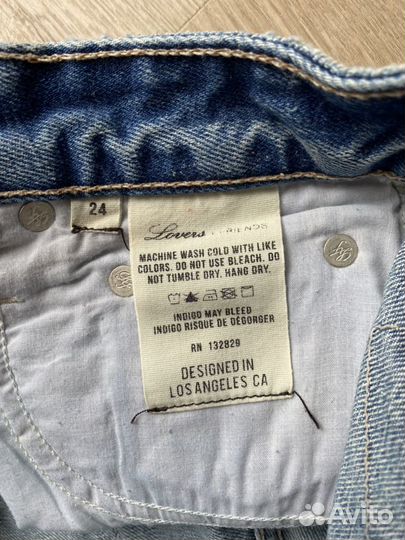 24
Lovers + FRIENDS
MACHINE WASH COLD WITH LIKE
COLORS. DO NOT USE BLEACH. DO
NOT TUMBLE DRY. HANG DRY.
INDIGO MAY BLEED
INDIGO RISQUE DE DÉGORGER
RN 132829
DESIGNED IN
LOS ANGELES CA
Avito